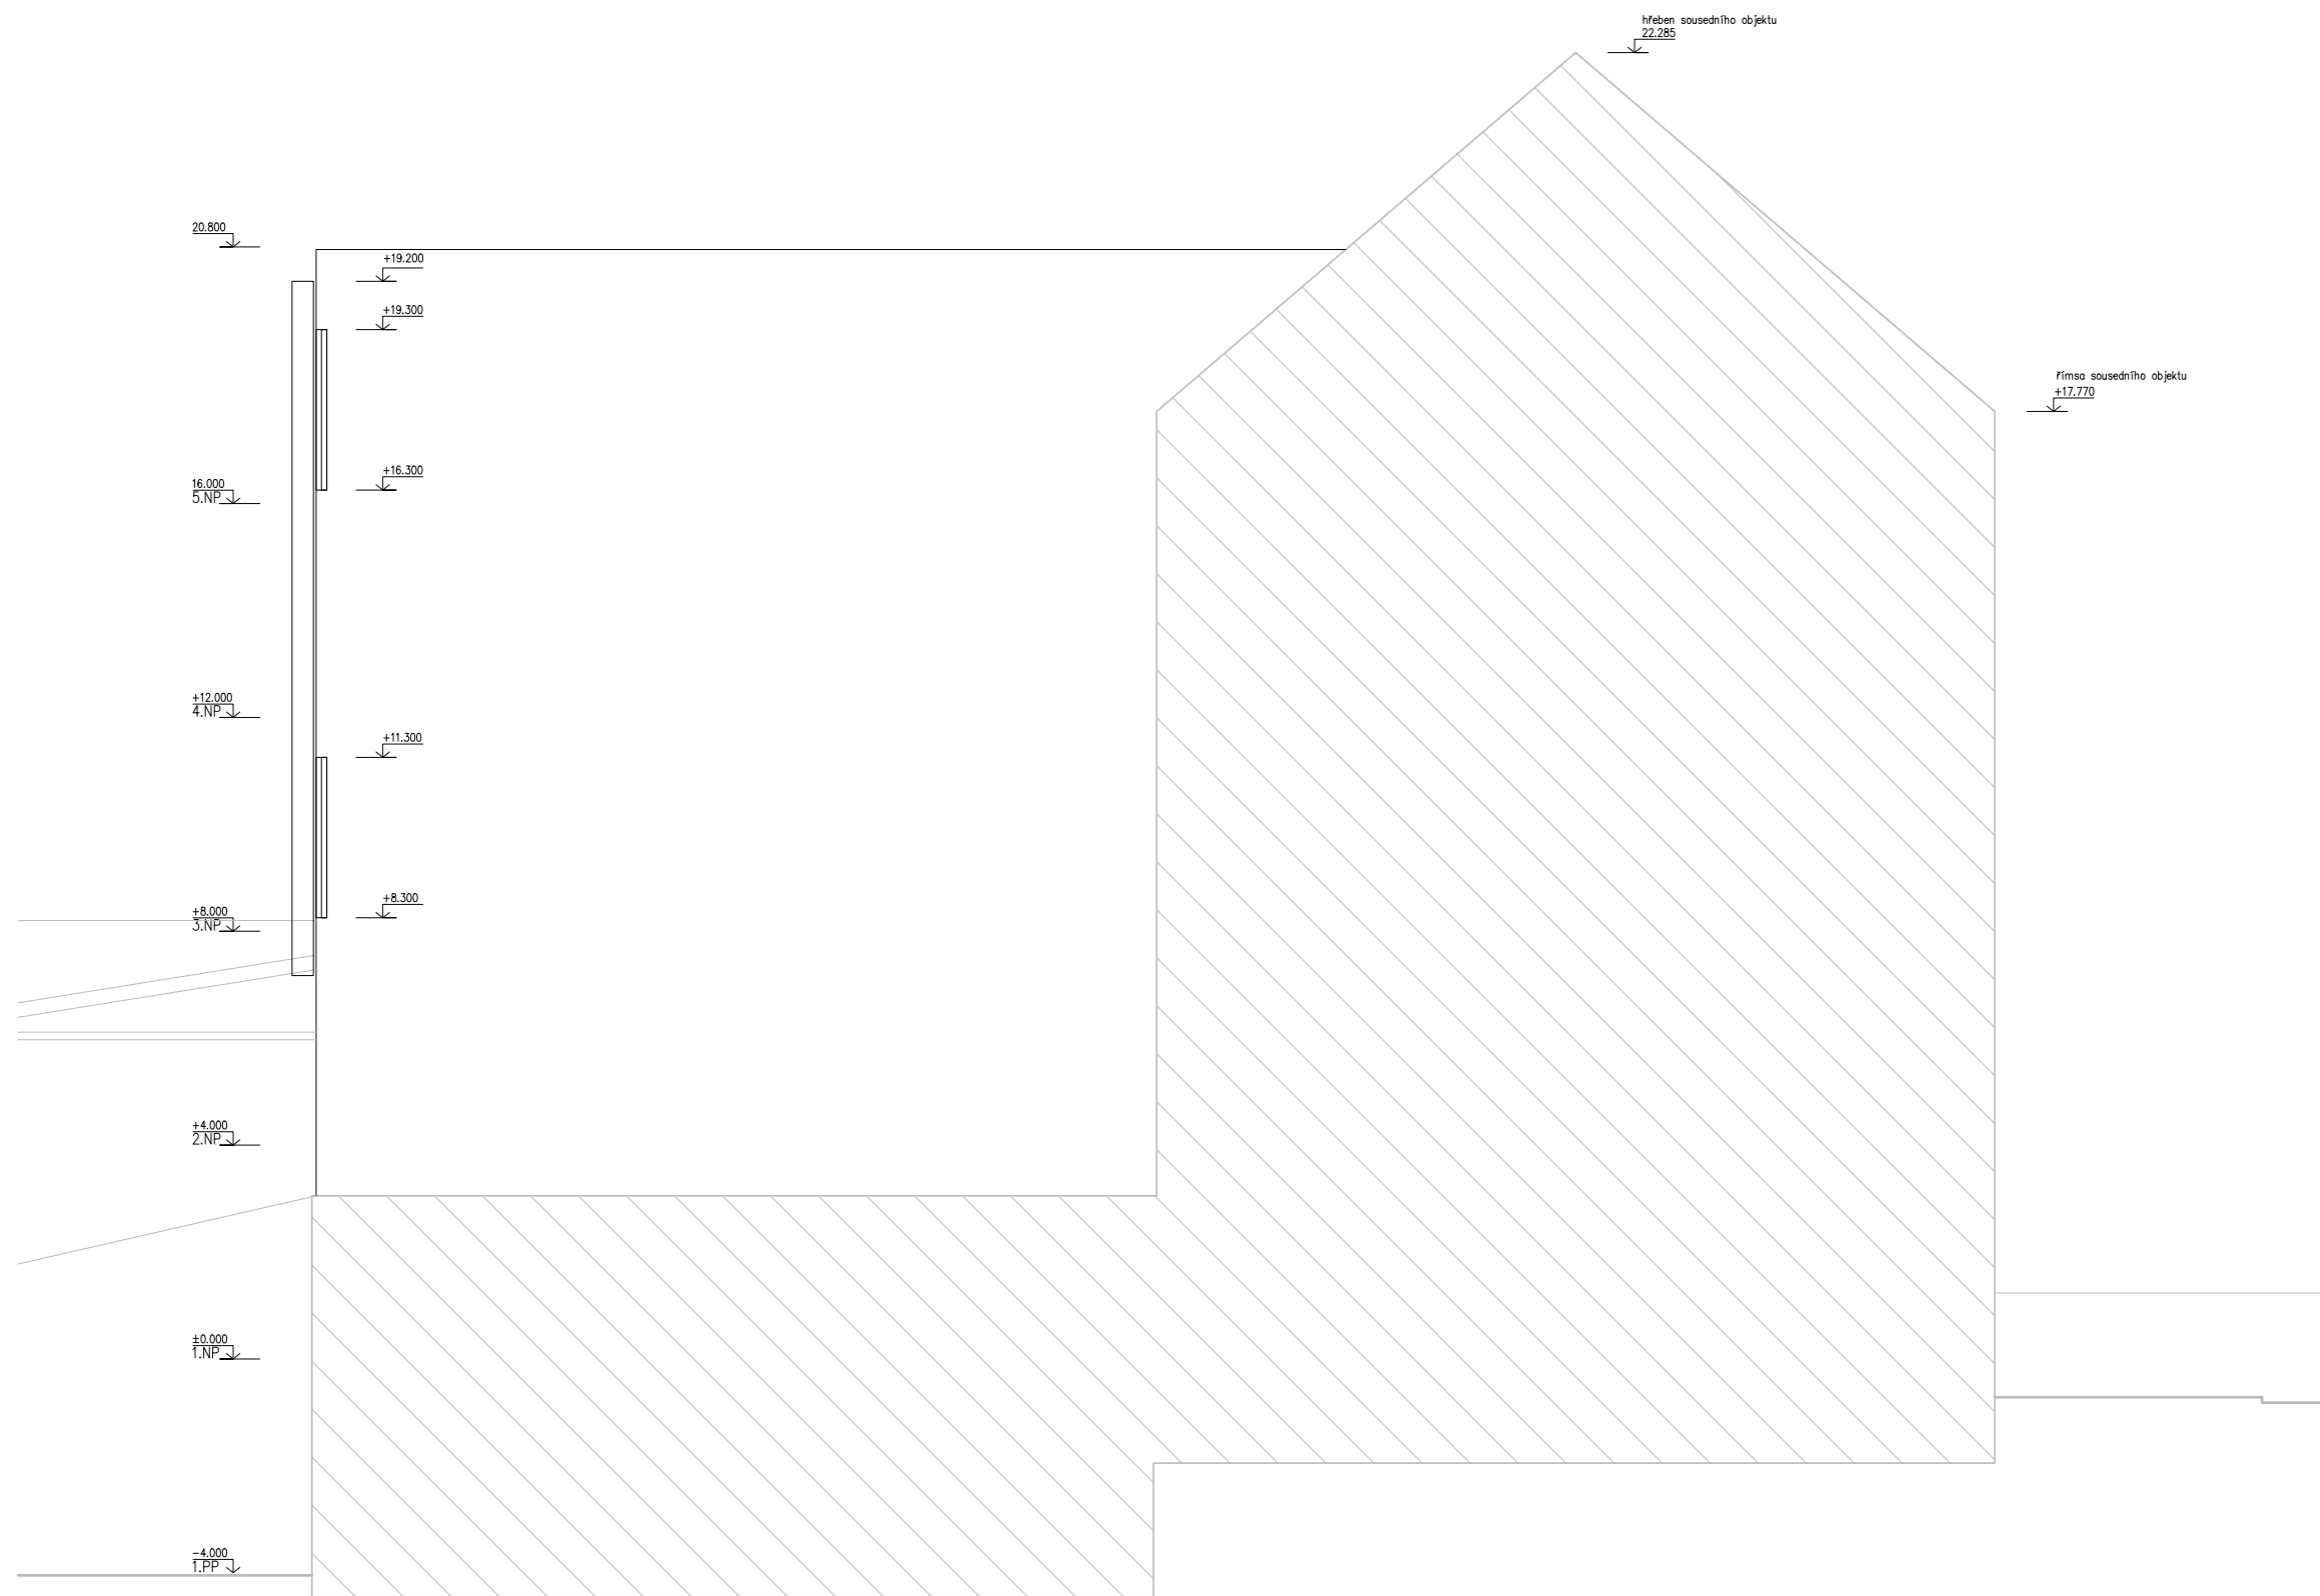 hřeben sousedního objektu
22.285
20.800
+19.200
+19.300
římsa sousedního objektu
+17.770
+16.300
16.000
5.NP
+12.000
4.NP
+11.300
+8.300
+8.000
3.NP
+4.000
2.NP
±0.000
1.NP
-4.000
1.PP